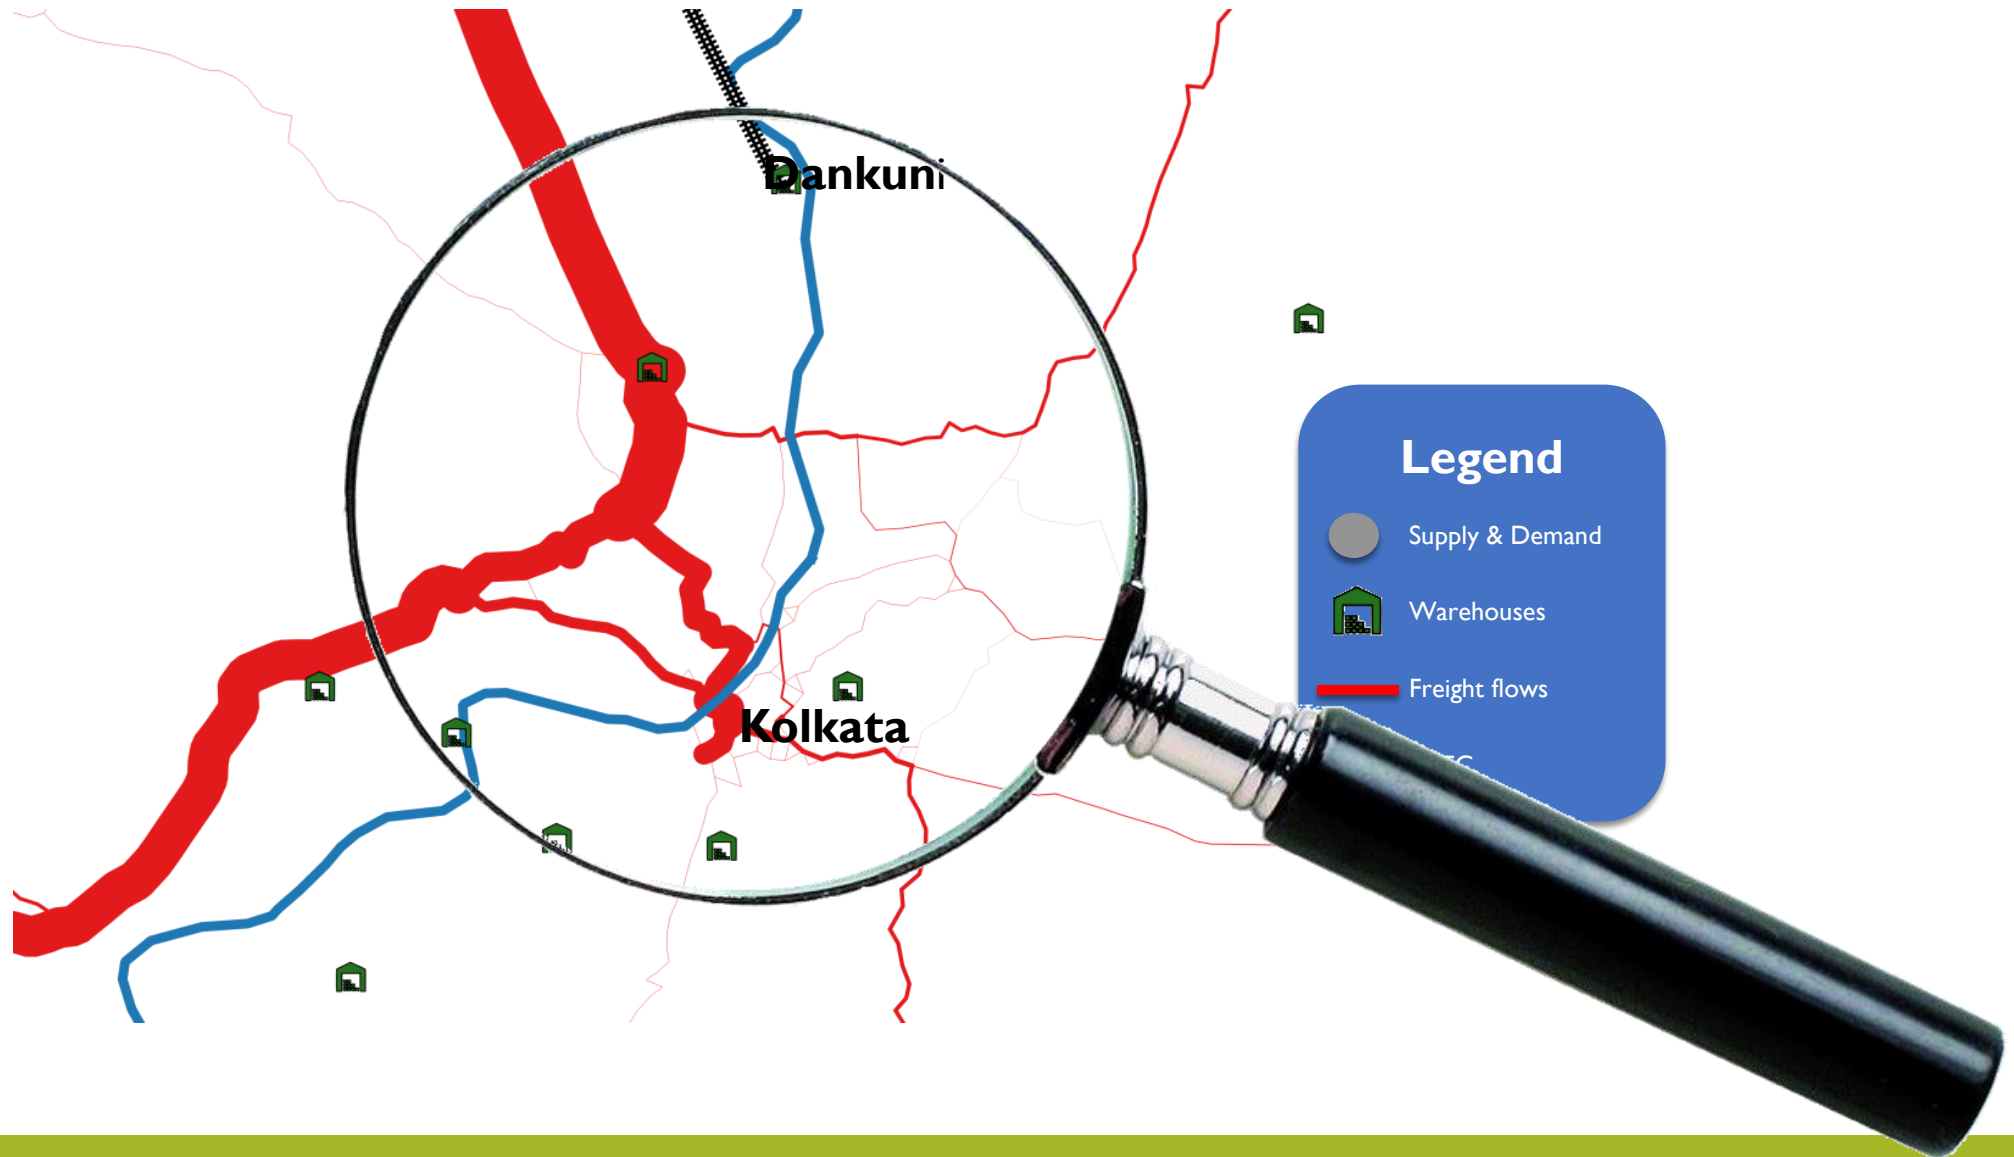 Dankuni
Kolkata
Legend
Supply & Demand
Warehouses
Freight flows